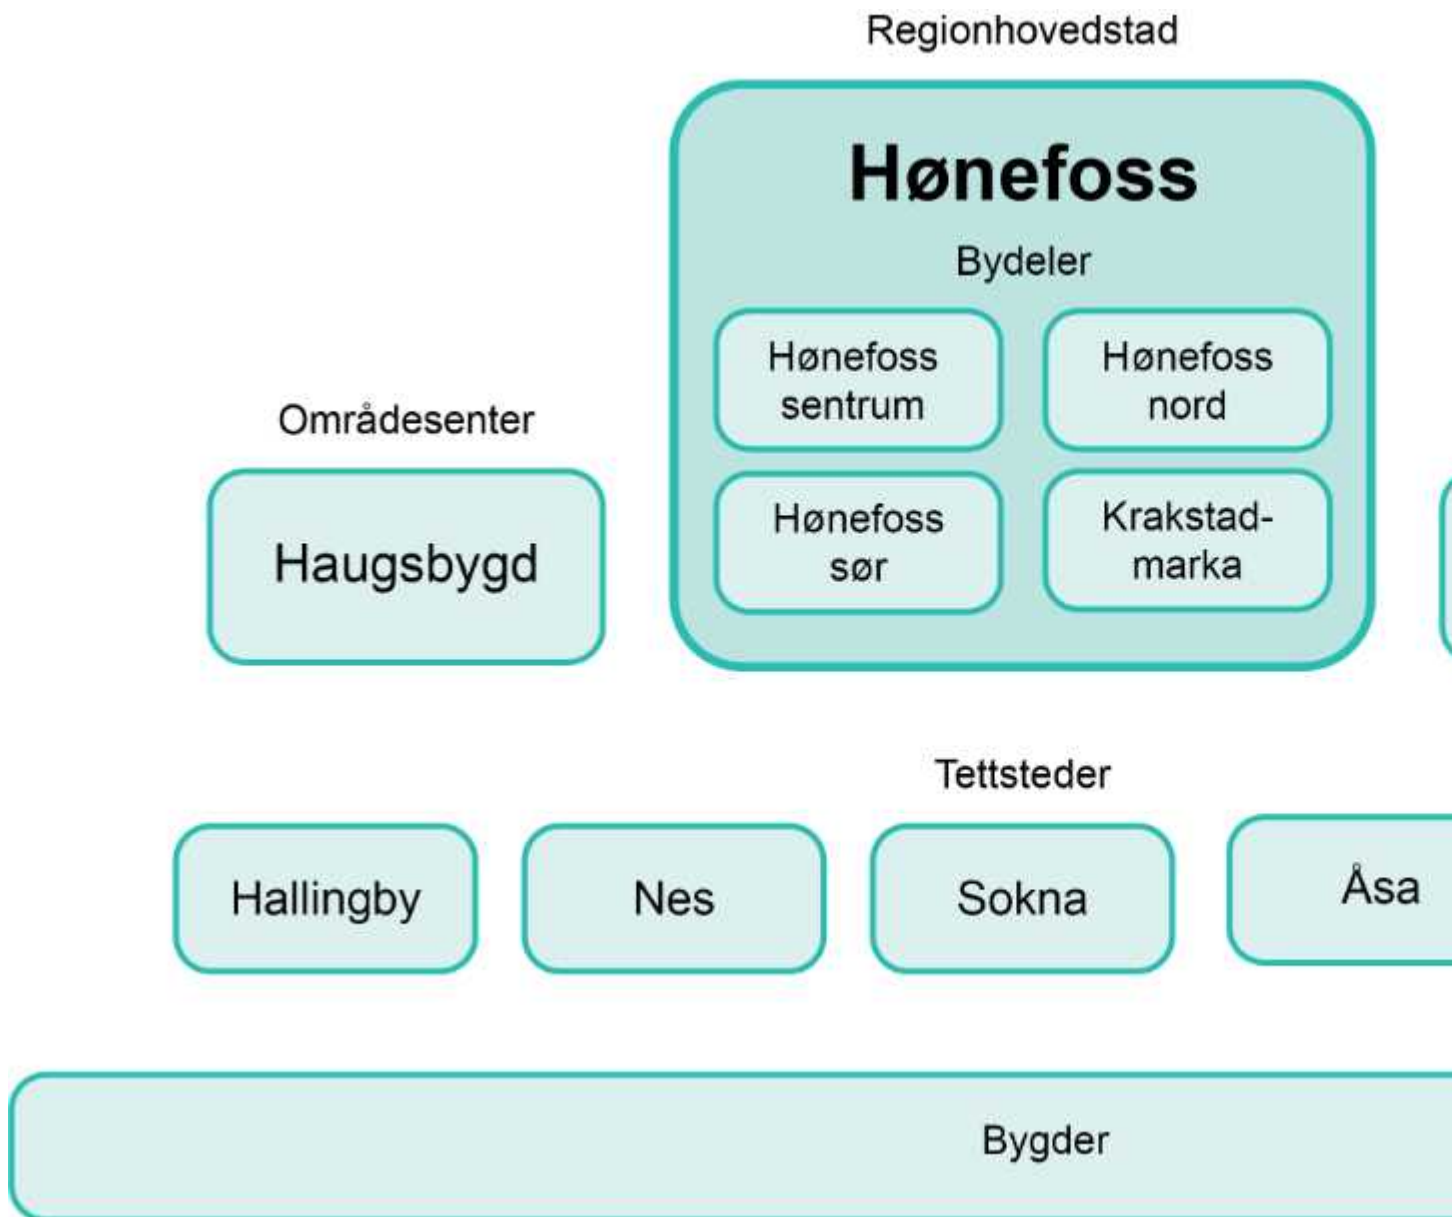 Regionhovedstad
Hønefoss
Bydeler
Hønefoss
sentrum
Hønefoss
nord
Hønefoss
sør
Krakstad-
marka
Områdesenter
Haugsbygd
Tettsteder
Hallingby
Nes
Sokna
Åsa
Bygder